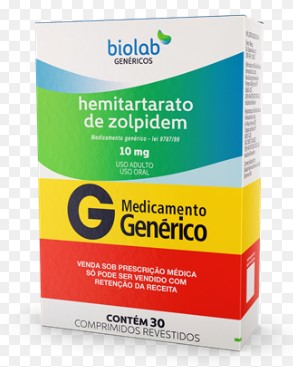 biolab
GENÉRICOS
hemitartarato
de zolpidem
Medicamento genérico - lei 9787/99
10 mg
USO ADULTO
USO ORAL
G Medicamento
Genérico
VENDA SOB PRESCRIÇÃO MÉDICA
SÓ PODE SER VENDIDO COM
RETENÇÃO DA RECEITA
CONTÉM 30
COMPRIMIDOS REVESTIDOS